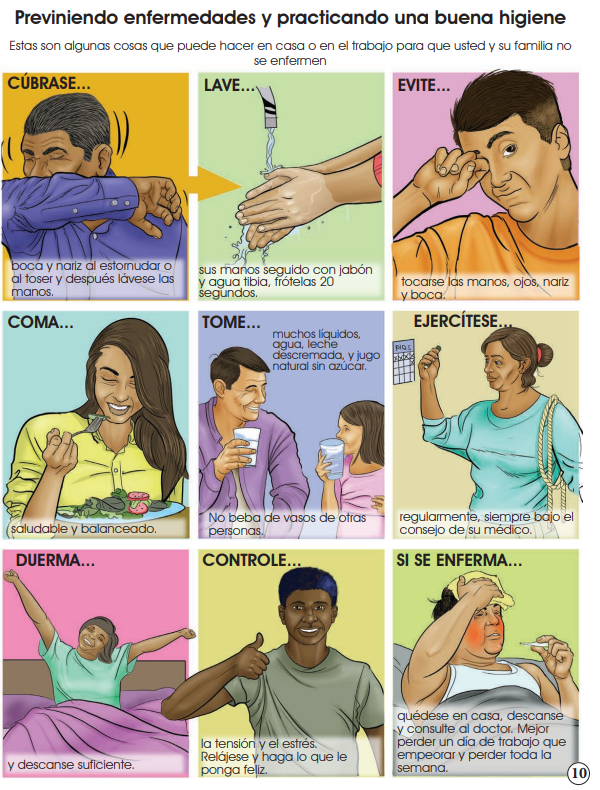 Previniendo enfermedades y practicando una buena higiene
Estas son algunas cosas que puede hacer en casa o en el trabajo para que usted y su familia no
se enfermen
CÚBRASE...
boca y nariz al estornudar o
al toser y después lávese las
manos.
LAVE...
sus manos seguido con jabón
y agua tibia, frótelas 20
segundos.
EVITE...
tocarse las manos, ojos, nariz
y boca.
COMA...
saludable y balanceado.
TOME...
muchos líquidos,
agua, leche
descremada, y jugo
natural sin azúcar.
No beba de vasos de otras
personas.
EJERCÍTESE...
regularmente, siempre bajo el
consejo de su médico.
DUERMA...
y descanse suficiente.
CONTROLE...
la tensión y el estrés.
Relájese y haga lo que le
ponga feliz.
SI SE ENFERMA...
quédese en casa, descanse
y consulte al doctor. Mejor
perder un día de trabajo que
empeorar y perder toda la
semana.
10